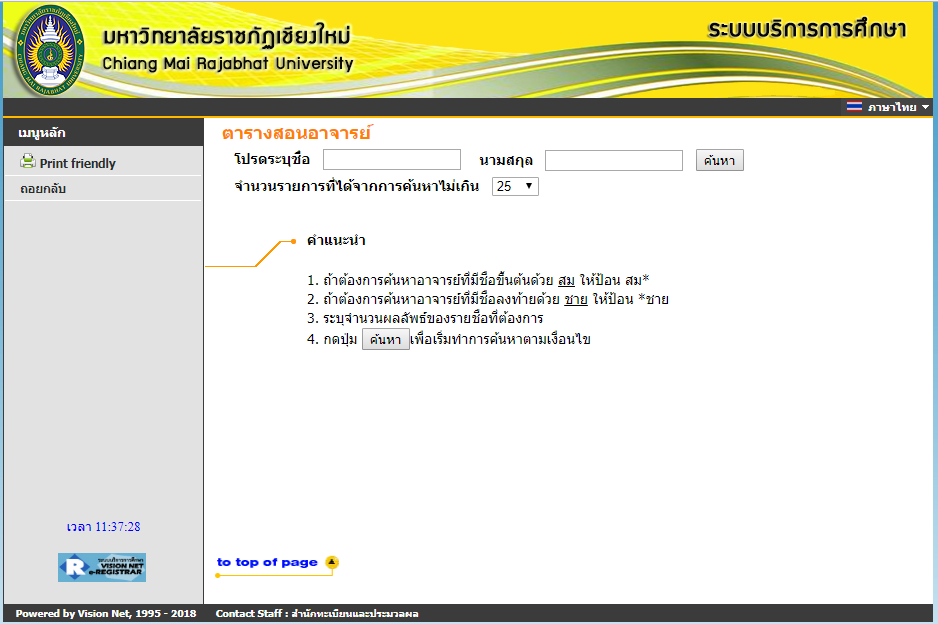 มหาวิทยาลัยราชภัฏเชียงใหม่
Chiang Mai Rajabhat University
ระบบบริการการศึกษา
ภาษาไทย
เมนูหลัก
Print friendly
ถอยกลับ
ตารางสอนอาจารย์
โปรดระบุชื่อ นามสกุล ค้นหา
จำนวนรายการที่ได้จากการค้นหาไม่เกิน 25
คำแนะนำ
1. ถ้าต้องการค้นหาอาจารย์ที่มีชื่อขึ้นต้นด้วย สม ให้ป้อน สม*
2. ถ้าต้องการค้นหาอาจารย์ที่มีชื่อลงท้ายด้วย ชาย ให้ป้อน *ชาย
3. ระบุจำนวนผลลัพธ์ของรายชื่อที่ต้องการ
4. กดปุ่ม ค้นหา เพื่อเริ่มทำการค้นหาตามเงื่อนไข
เวลา 11:37:28
R
VISION NET
e-REGISTRAR
to top of page
Powered by Vision Net, 1995 - 2018 Contact Staff : สำนักทะเบียนและประมวลผล